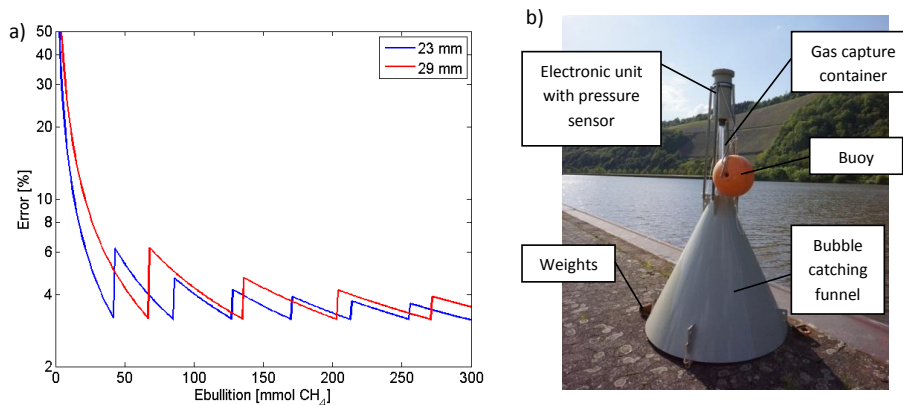 a)
50
40
30
20
10
8
6
4
2
Error [%]
0
50
100
150
200
250
300
Ebullition [mmol CH4]
23 mm
29 mm
b)
Electronic unit
with pressure
sensor
Gas capture
container
Buoy
Weights
Bubble
catching
funnel